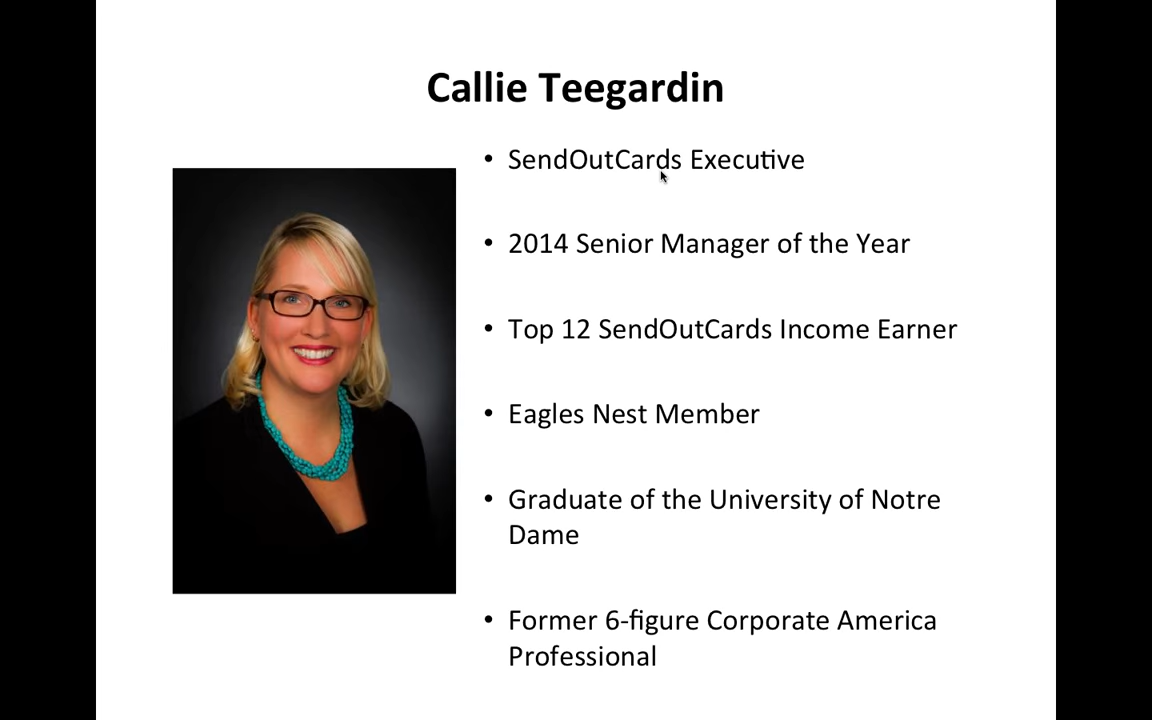 Callie Teegardin
• SendOutCards Executive
• 2014 Senior Manager of the Year
• Top 12 SendOutCards Income Earner
• Eagles Nest Member
• Graduate of the University of Notre
Dame
• Former 6-figure Corporate America
Professional